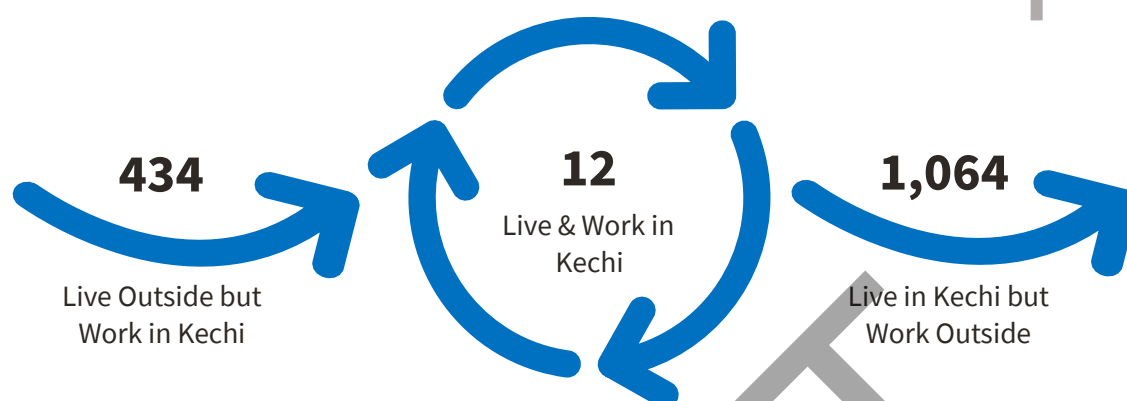 434
Live Outside but
Work in Kechi
12
Live & Work in
Kechi
1,064
Live in Kechi but
Work Outside